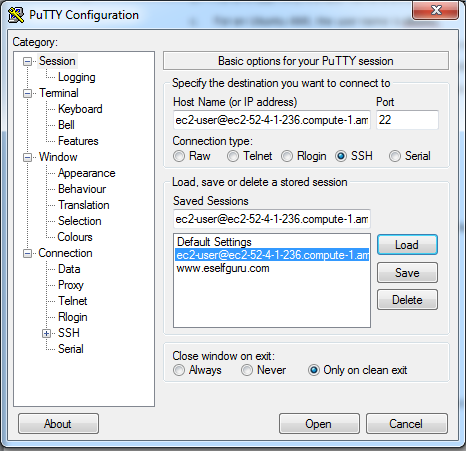 PuTTY Configuration
Category:
Session
Logging
Terminal
Keyboard
Bell
Features
Window
Appearance
Behaviour
Translation
Selection
Colours
Connection
Data
Proxy
Telnet
Rlogin
SSH
Serial
Basic options for your PuTTY session
Specify the destination you want to connect to
Host Name (or IP address) Port
ec2-user@ec2-52-4-1-236.compute-1.am 22
Connection type:
Raw Telnet Rlogin SSH Serial
Load, save or delete a stored session
Saved Sessions
ec2-user@ec2-52-4-1-236.compute-1.am
Default Settings
ec2-user@ec2-52-4-1-236.compute-1.am
www.eselfguru.com
Load
Save
Delete
Close window on exit:
Always Never Only on clean exit
About Open Cancel